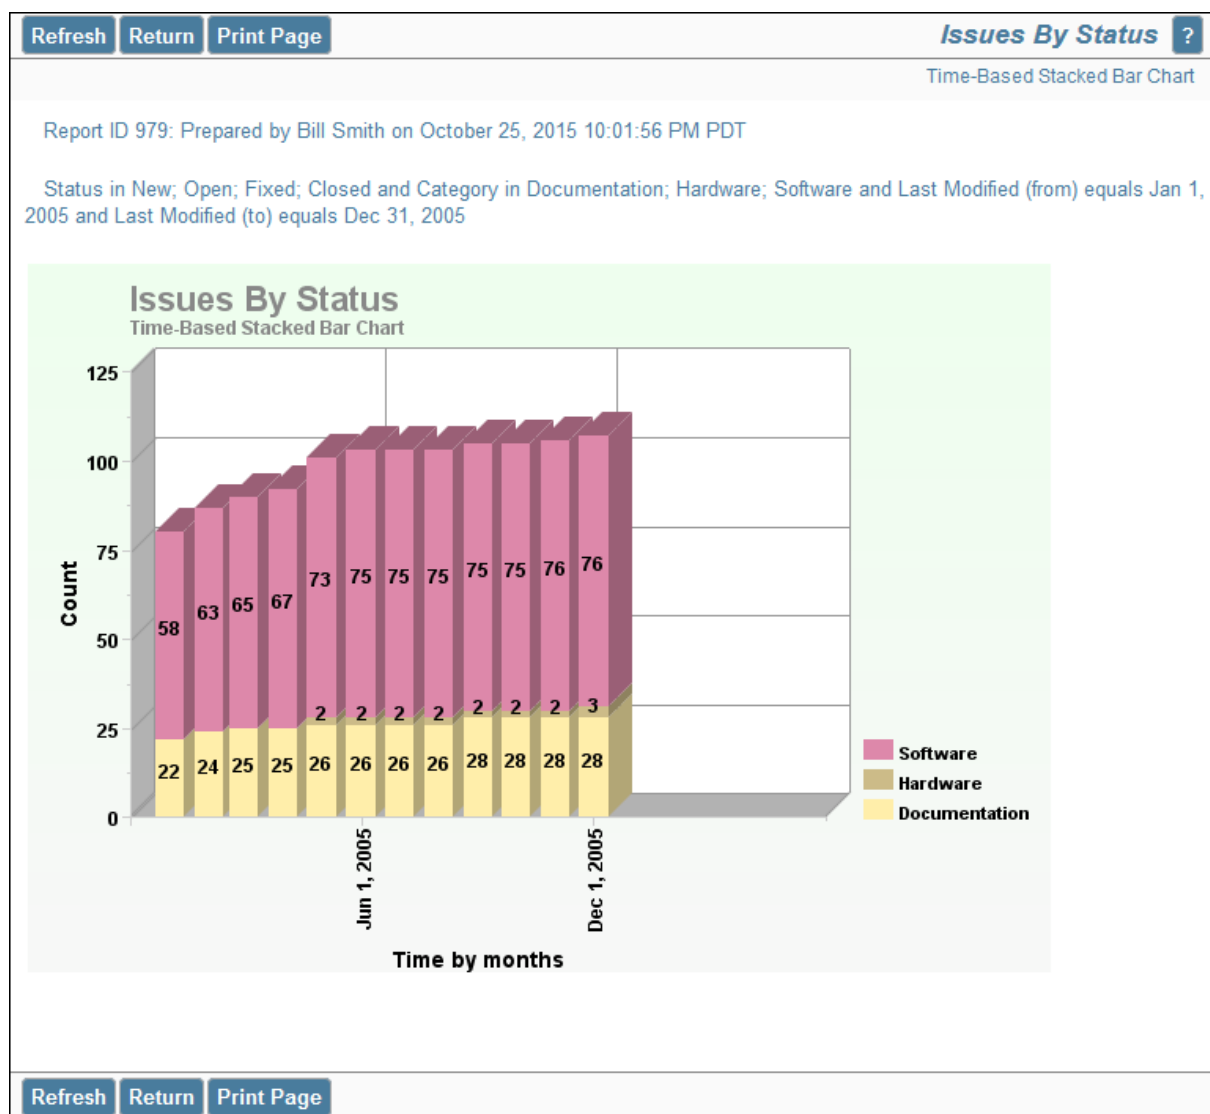 Refresh Return Print Page Issues By Status ?
Time-Based Stacked Bar Chart
Report ID 979: Prepared by Bill Smith on October 25, 2015 10:01:56 PM PDT
Status in New; Open; Fixed; Closed and Category in Documentation; Hardware; Software and Last Modified (from) equals Jan 1,
2005 and Last Modified (to) equals Dec 31, 2005
Issues By Status
Time-Based Stacked Bar Chart
125
100
75
50
25
0
Count
58 63 65 67 73 75 75 75 75 75 76 76
2 2 2 2 2 2 2 3
22 24 25 25 26 26 26 26 28 28 28 28
Software
Hardware
Documentation
Jun 1, 2005
Dec 1, 2005
Time by months
Refresh Return Print Page